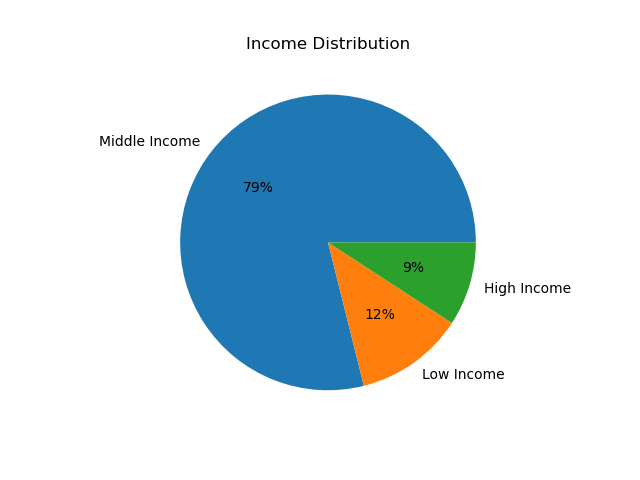 Income Distribution
Middle Income
79%
9%
High Income
12%
Low Income